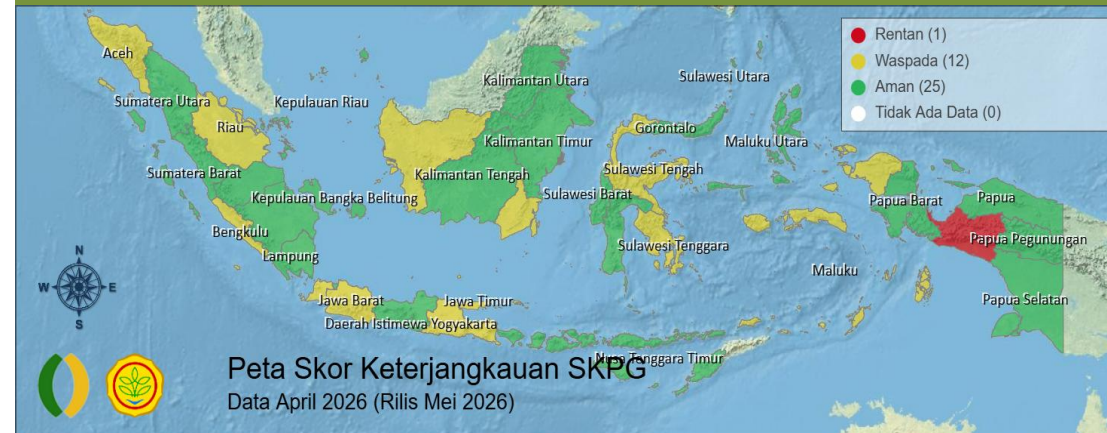 Rentan (1)
Waspada (12)
Aman (25)
Tidak Ada Data (0)
Aceh
Sumatera Utara
Kepulauan Riau
Riau
Sumatera Barat
Kepulauan Bangka Belitung
Bengkulu
Lampung
Kalimantan Utara
Kalimantan Timur
Kalimantan Tengah
Sulawesi Utara
Gorontalo
Maluku Utara
Sulawesi Tengah
Sulawesi Barat
Sulawesi Tenggara
Maluku
Papua Barat
Papua
Papua Pegunungan
Papua Selatan
Jawa Barat
Jawa Timur
Daerah Istimewa Yogyakarta
Nusa Tenggara Timur
N
W
E
S
Peta Skor Keterjangkauan SKPG
Data April 2026 (Rilis Mei 2026)